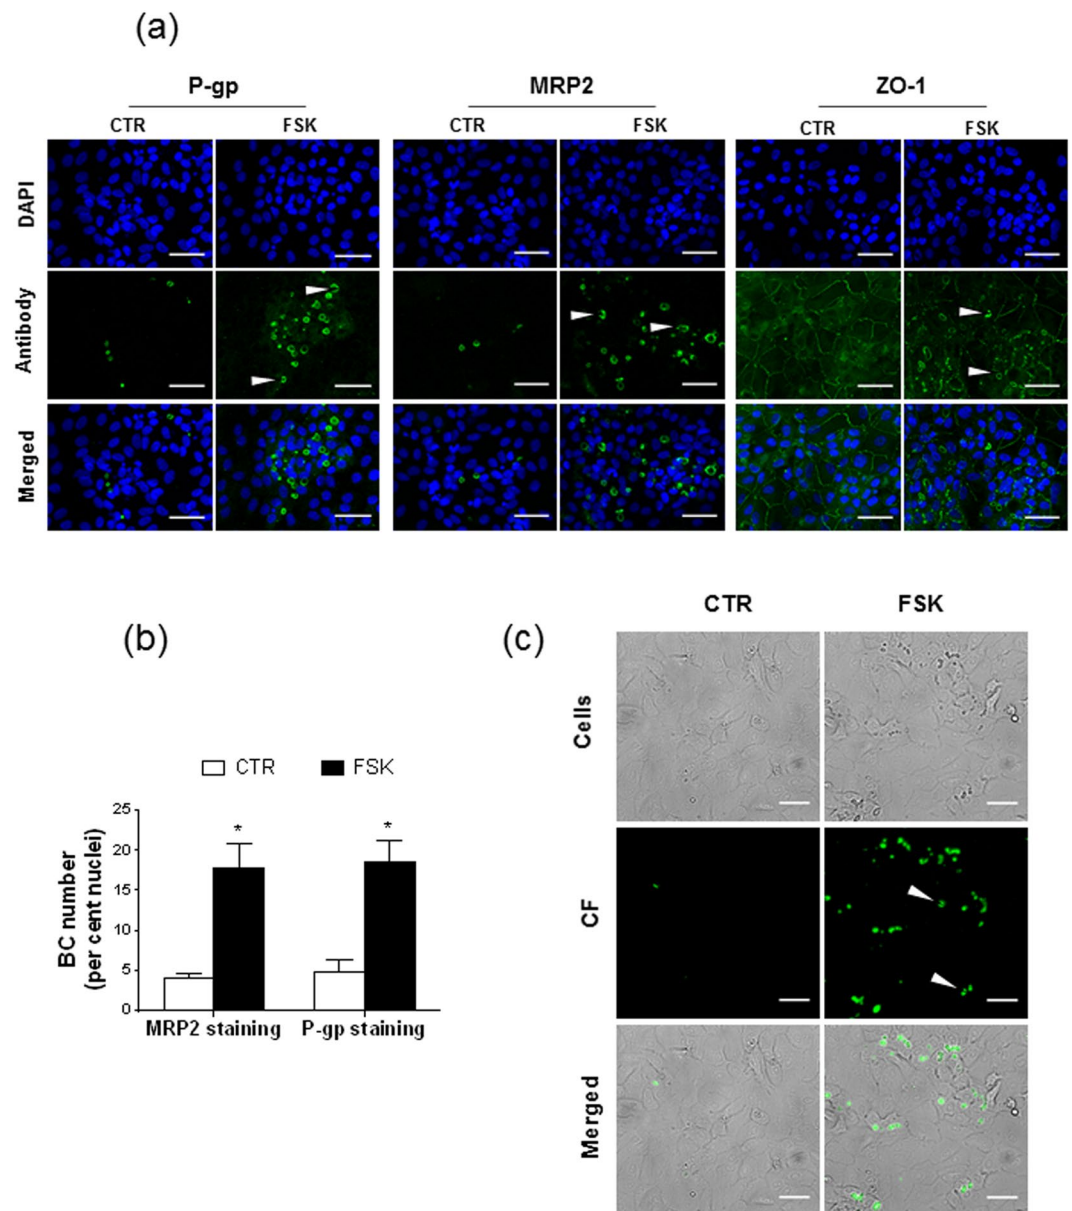 (a)
P-gp MRP2 ZO-1
CTR FSK CTR FSK CTR FSK
DAPI
Antibody
Merged
(b)
CTR FSK
BC number
(per cent nuclei)
25
20
15
10
5
0
* *
MRP2 staining P-gp staining
(c)
CTR FSK
Cells
CF
Merged